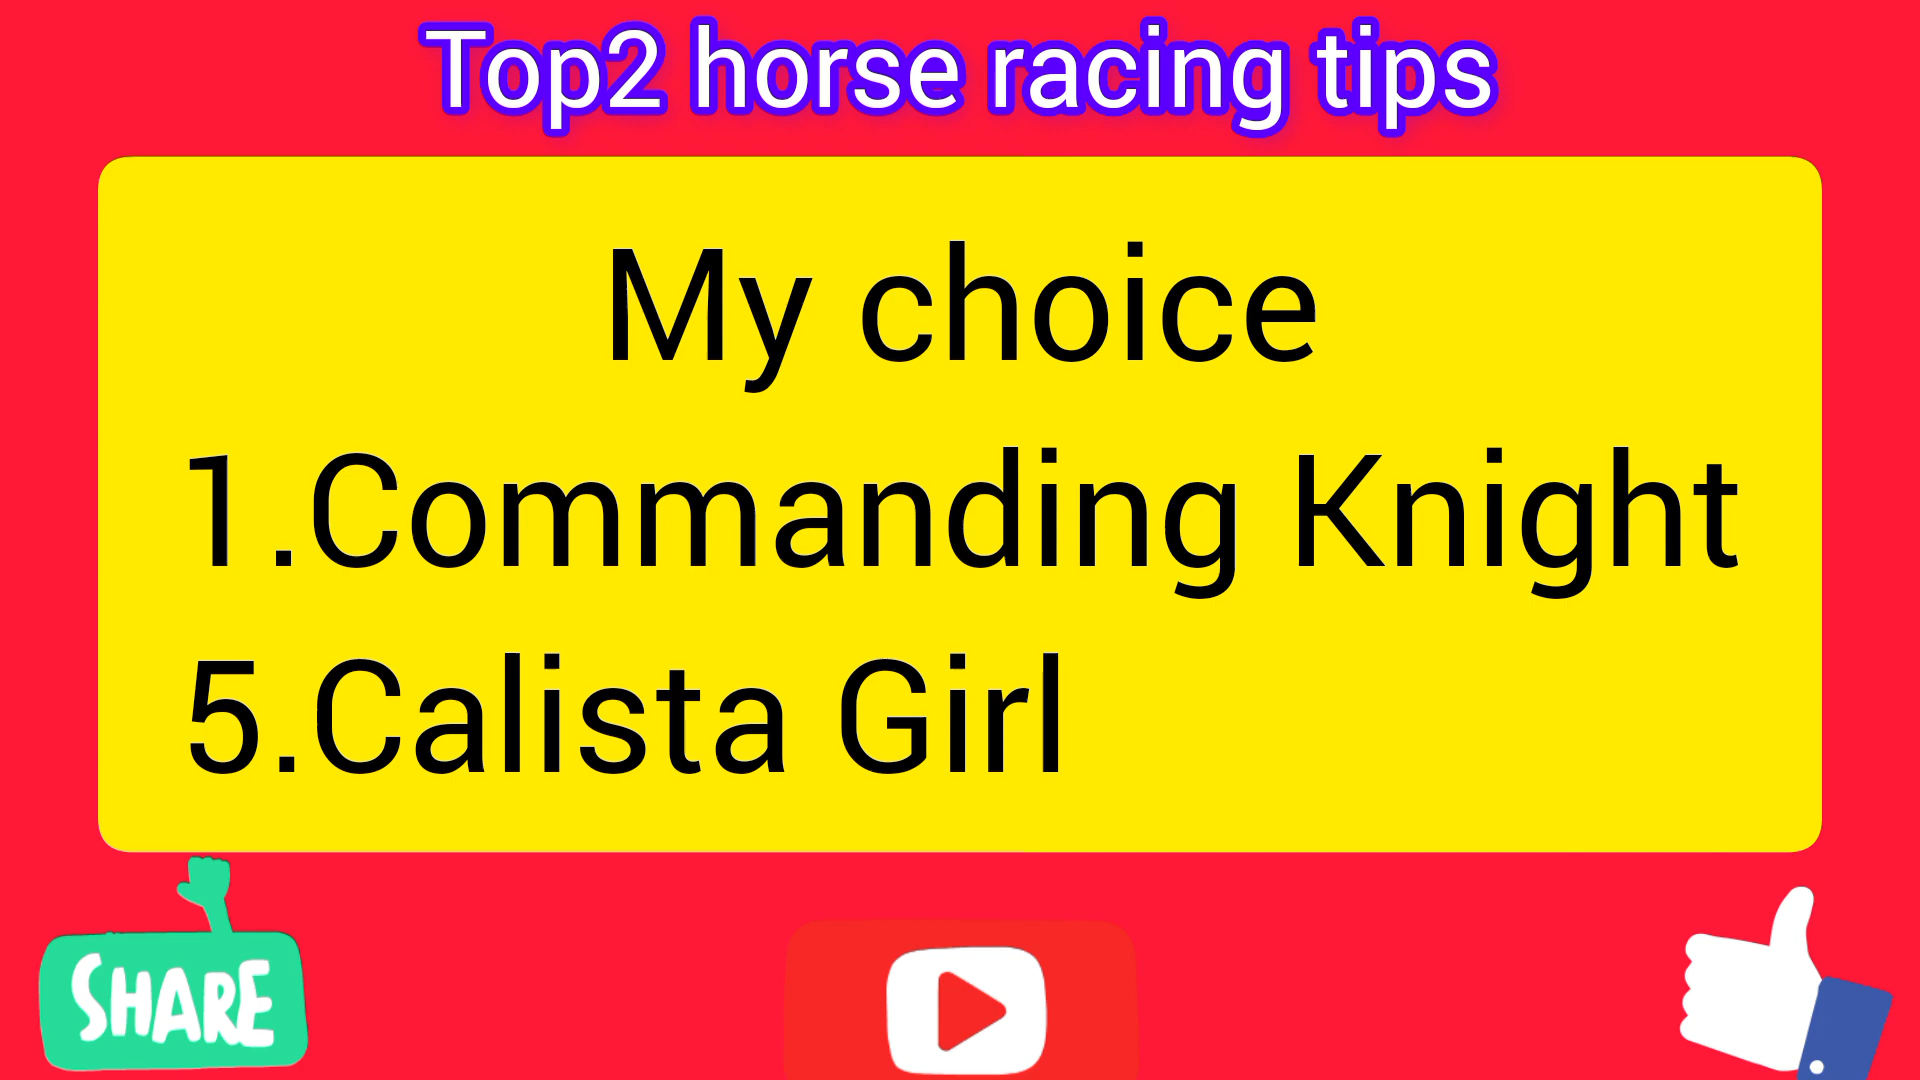 Top2 horse racing tips
My choice
1.Commanding Knight
5.Calista Girl
SHARE